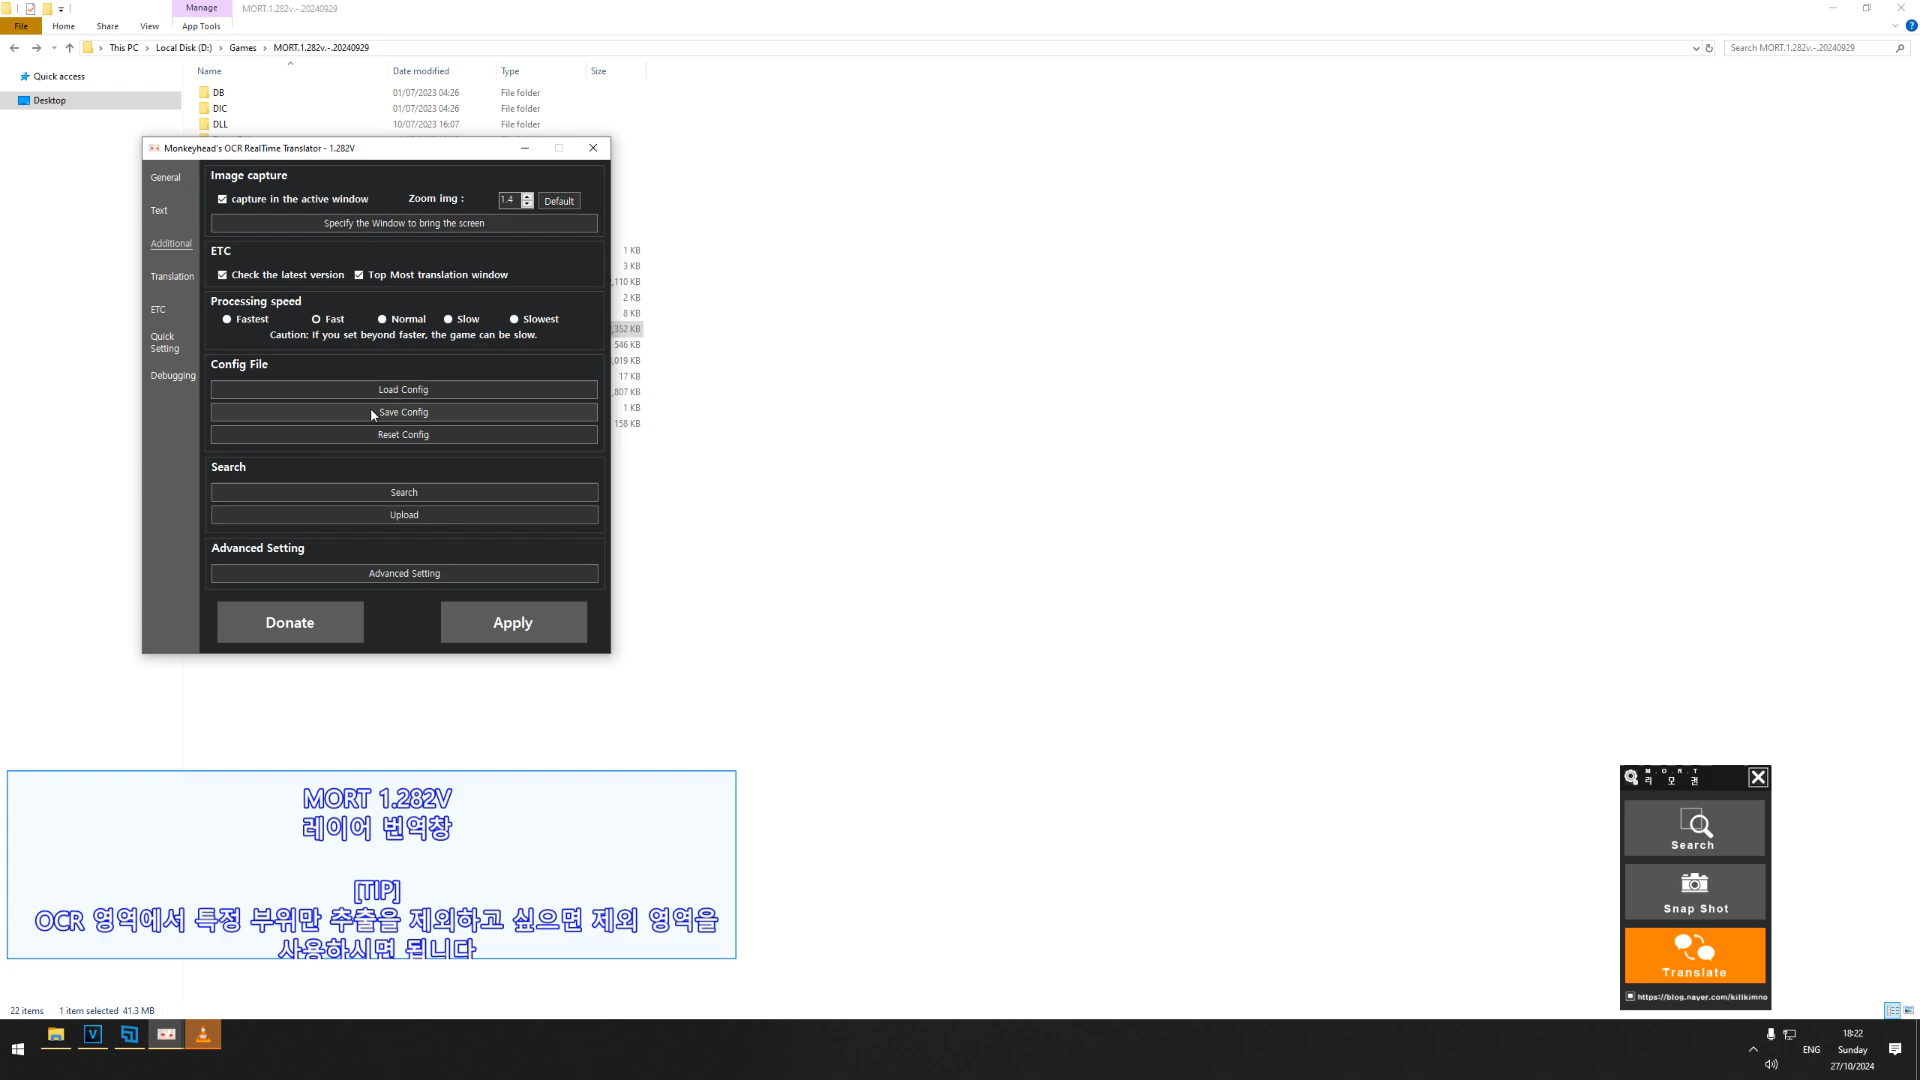 Manage
MORT.1.282v.-.20240929
File
Home
Share
View
App Tools
This PC
Local Disk (D:)
Games
MORT.1.282v.-.20240929
Search MORT.1.282v.-.20240929
Quick access
Desktop
Name
Date modified
Type
Size
DB
01/07/2023 04:26
File folder
DIC
01/07/2023 04:26
File folder
DLL
10/07/2023 16:07
File folder
1 KB
3 KB
,110 KB
2 KB
8 KB
,352 KB
546 KB
,019 KB
17 KB
,807 KB
1 KB
158 KB
Monkeyhead's OCR RealTime Translator - 1.282V
General
Text
Additional
Translation
ETC
Quick
Setting
Debugging
Image capture
capture in the active window
Zoom img :
1.4
Default
Specify the Window to bring the screen
ETC
Check the latest version
Top Most translation window
Processing speed
Fastest
Fast
Normal
Slow
Slowest
Caution: If you set beyond faster, the game can be slow.
Config File
Load Config
Save Config
Reset Config
Search
Search
Upload
Advanced Setting
Advanced Setting
Donate
Apply
MORT 1.282V
레이어 번역창
[TIP]
OCR 영역에서 특정 부위만 추출을 제외하고 싶으면 제외 영역을
사용하시면 됩니다
M.O.R.T
리 모 컨
Search
Snap Shot
Translate
https://blog.naver.com/killkimno
22 items
1 item selected 41.3 MB
ENG
18:22
Sunday
27/10/2024